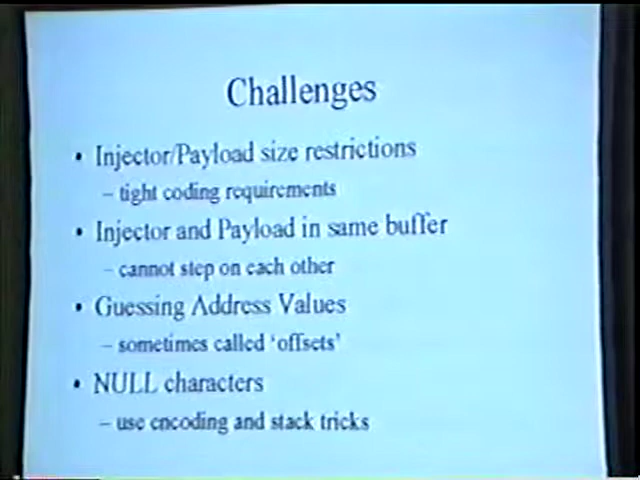 Challenges
• Injector/Payload size restrictions
– tight coding requirements
• Injector and Payload in same buffer
– cannot step on each other
• Guessing Address Values
– sometimes called ‘offsets’
• NULL characters
– use encoding and stack tricks